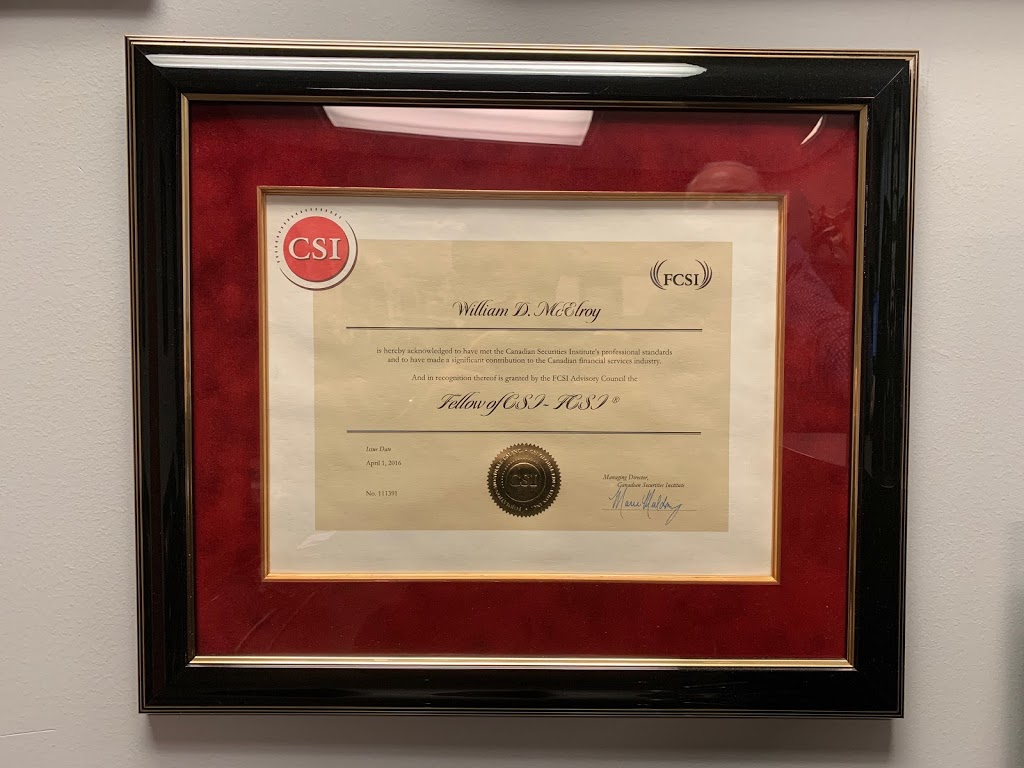 CSI
FCSI
William D. McElroy
is hereby acknowledged to have met the Canadian Securities Institute's professional standards
and to have made a significant contribution to the Canadian financial services industry.
And in recognition thereof is granted by the FCSI Advisory Council the
Fellow of CSI - FCSI ®
Issue Date
April 1, 2016
No. 111391
CSI
Managing Director,
Canadian Securities Institute